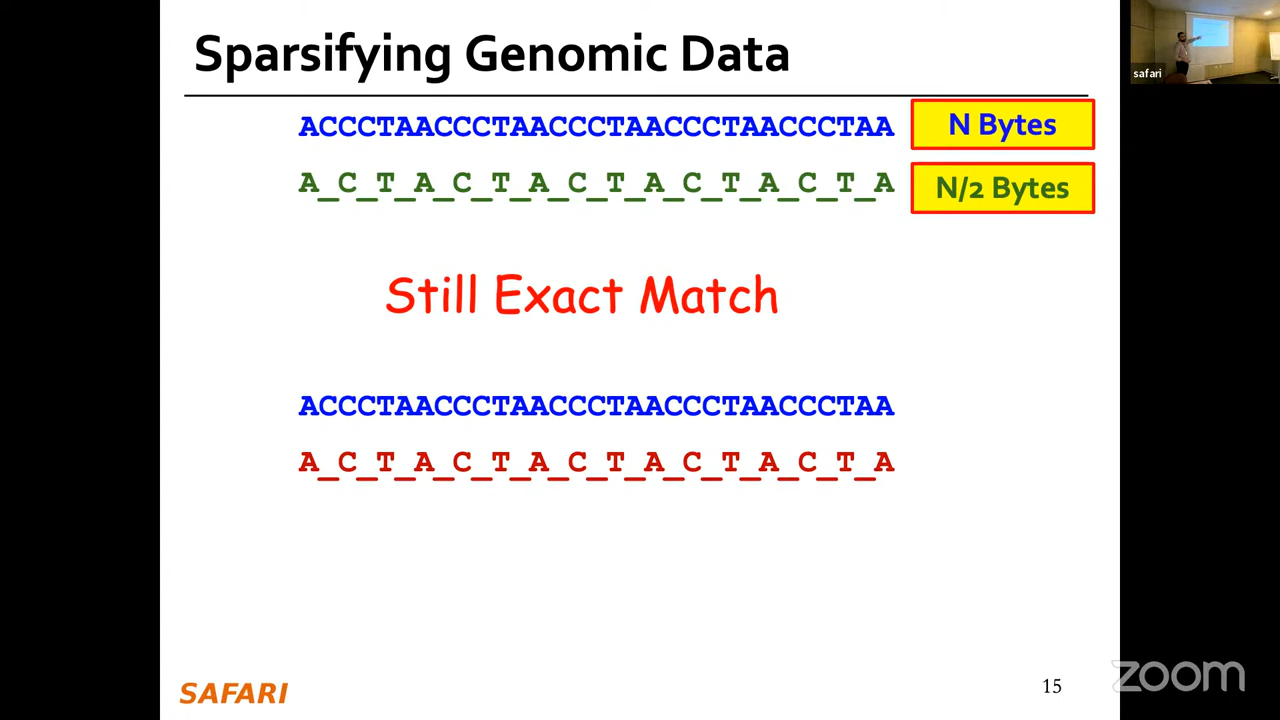 Sparsifying Genomic Data
safari
ACCCTAACCCTAACCCTAACCCTAACCCTAA
N Bytes
A_C_T_A_C_T_A_C_T_A_C_T_A_C_T_A
N/2 Bytes
Still Exact Match
ACCCTAACCCTAACCCTAACCCTAACCCTAA
A_C_T_A_C_T_A_C_T_A_C_T_A_C_T_A
SAFARI
15
zoom